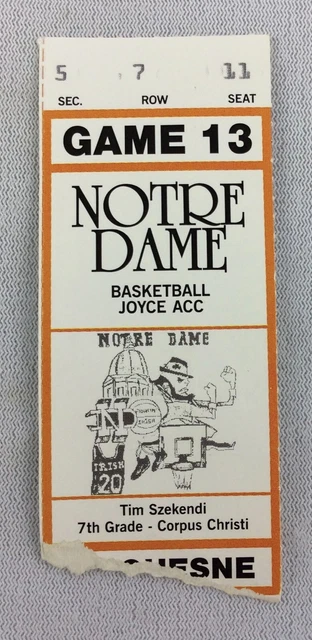 5 7 11
SEC. ROW SEAT
GAME 13
NOTRE
DAME
BASKETBALL
JOYCE ACC
NOTRE DAME
ND
IRISH
20
Tim Szekendi
7th Grade - Corpus Christi
QUESNE